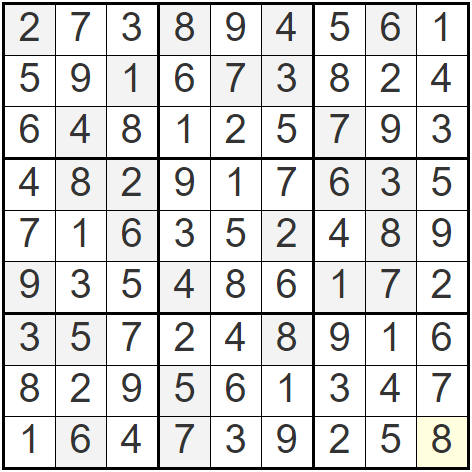 2 7 3 8 9 4 5 6 1
5 9 1 6 7 3 8 2 4
6 4 8 1 2 5 7 9 3
4 8 2 9 1 7 6 3 5
7 1 6 3 5 2 4 8 9
9 3 5 4 8 6 1 7 2
3 5 7 2 4 8 9 1 6
8 2 9 5 6 1 3 4 7
1 6 4 7 3 9 2 5 8